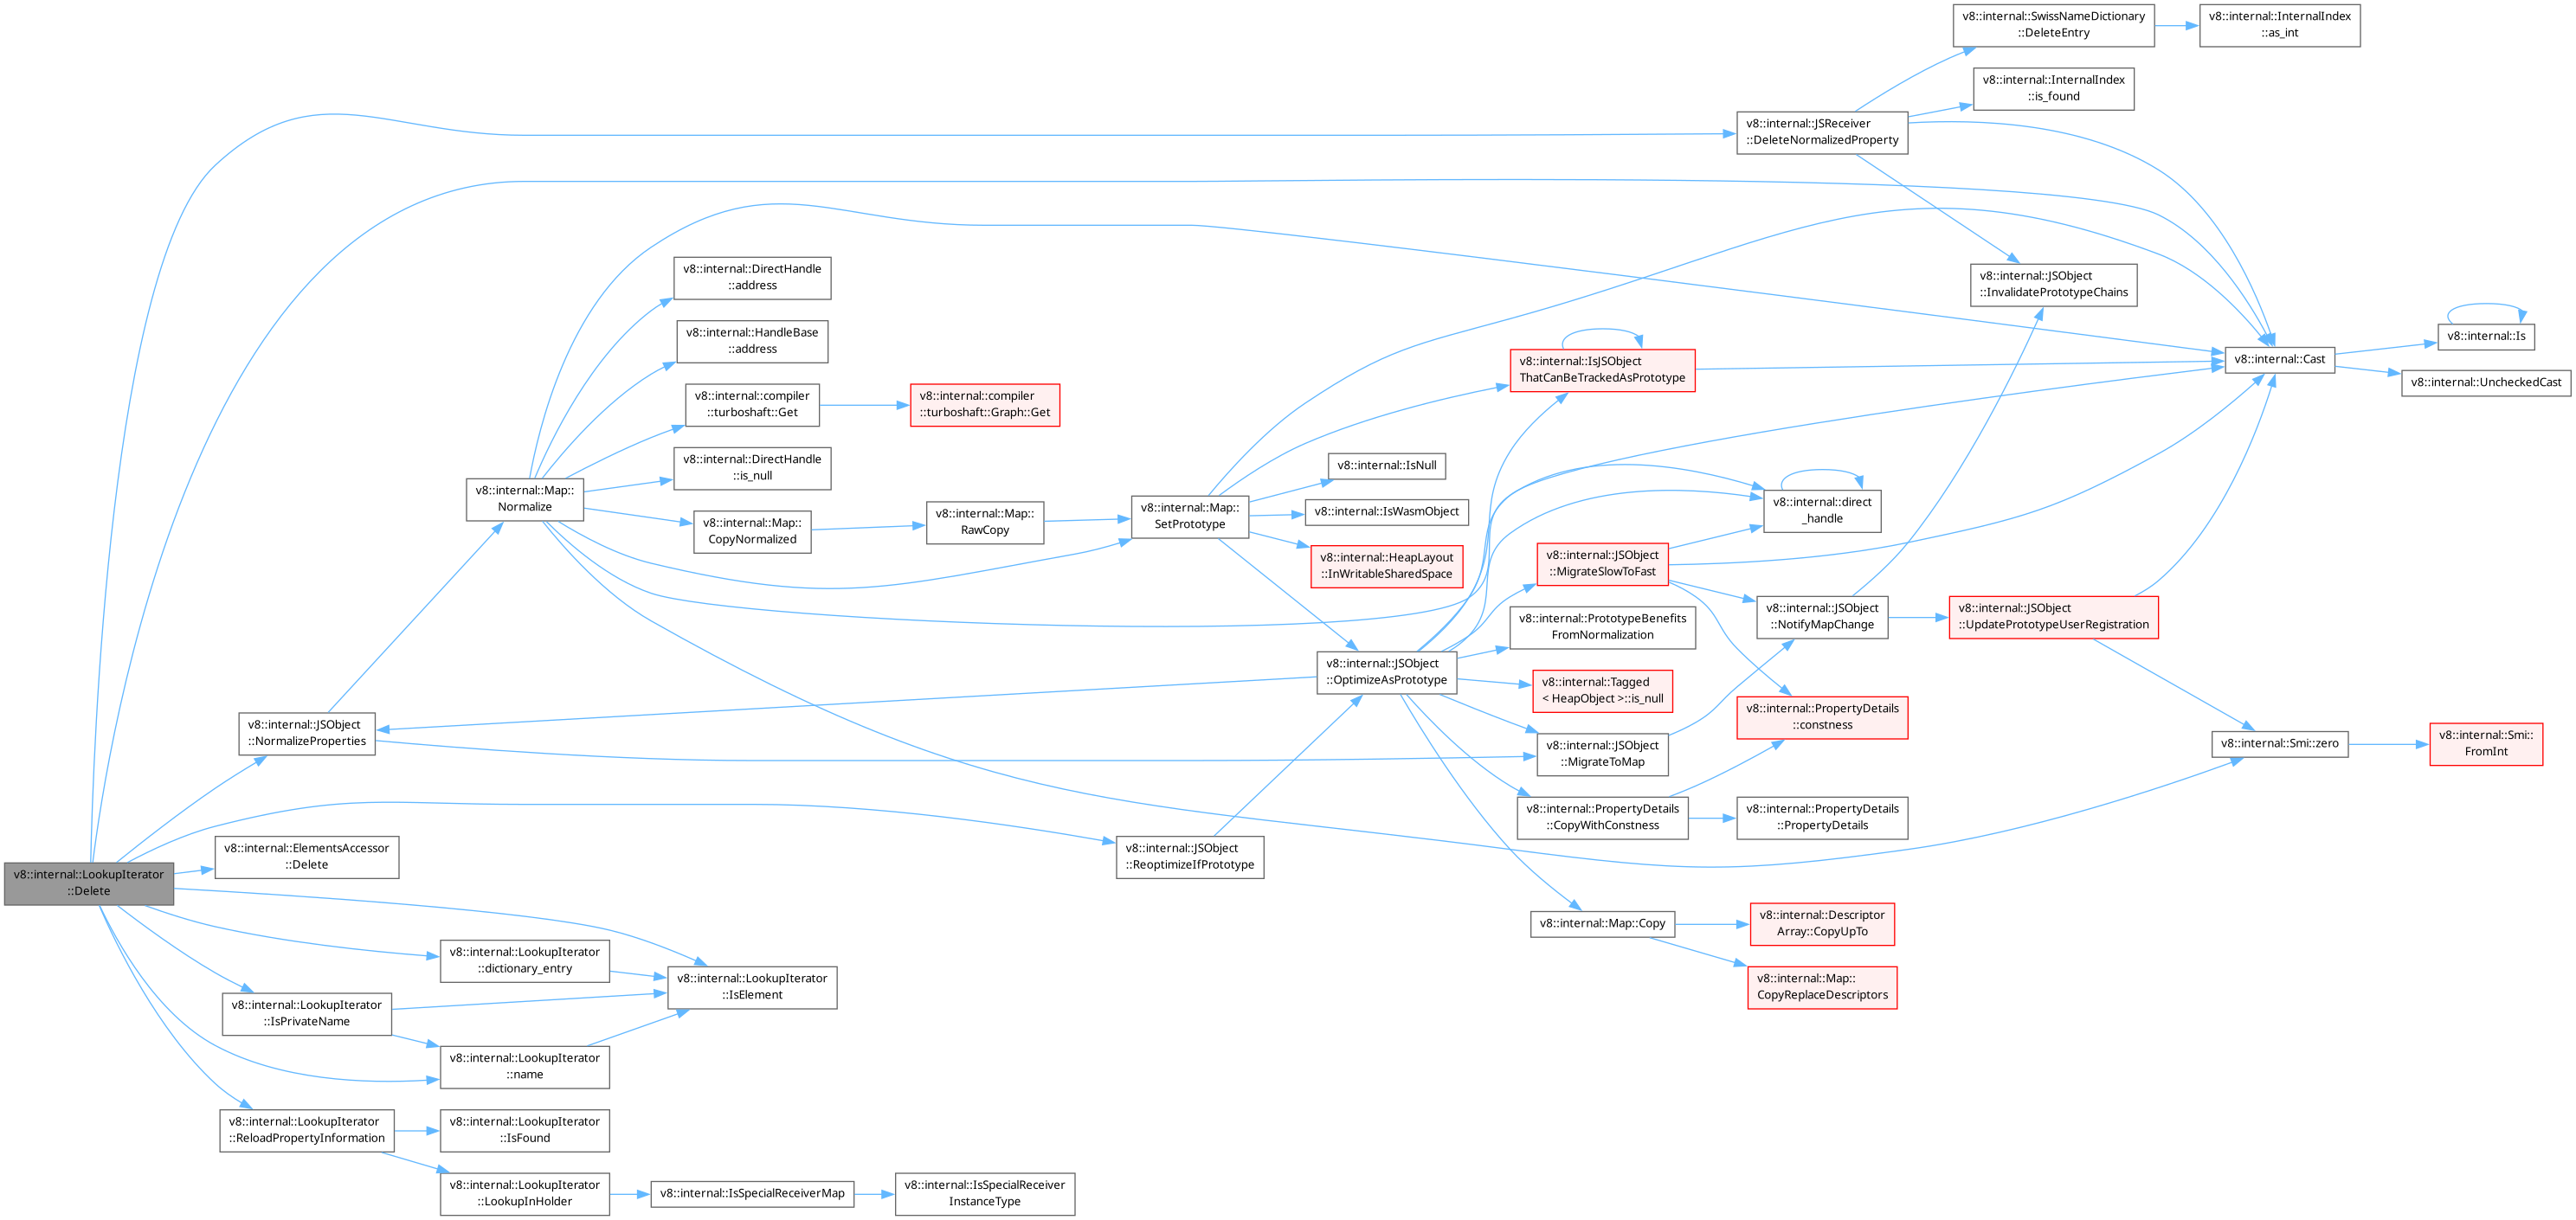 v8::internal::SwissNameDictionary
::DeleteEntry
v8::internal::InternalIndex
::as_int
v8::internal::InternalIndex
::is_found
v8::internal::JSReceiver
::DeleteNormalizedProperty
v8::internal::DirectHandle
::address
v8::internal::JSObject
::InvalidatePrototypeChains
v8::internal::HandleBase
::address
v8::internal::Is
v8::internal::IsJSObject
ThatCanBeTrackedAsPrototype
v8::internal::Cast
v8::internal::UncheckedCast
v8::internal::compiler
::turboshaft::Get
v8::internal::compiler
::turboshaft::Graph::Get
v8::internal::DirectHandle
::is_null
v8::internal::IsNull
v8::internal::Map::
Normalize
v8::internal::direct
_handle
v8::internal::Map::
CopyNormalized
v8::internal::Map::
RawCopy
v8::internal::Map::
SetPrototype
v8::internal::IsWasmObject
v8::internal::HeapLayout
::InWritableSharedSpace
v8::internal::JSObject
::MigrateSlowToFast
v8::internal::PrototypeBenefits
FromNormalization
v8::internal::JSObject
::NotifyMapChange
v8::internal::JSObject
::UpdatePrototypeUserRegistration
v8::internal::JSObject
::OptimizeAsPrototype
v8::internal::Tagged
< HeapObject >::is_null
v8::internal::PropertyDetails
::constness
v8::internal::JSObject
::NormalizeProperties
v8::internal::JSObject
::MigrateToMap
v8::internal::Smi::zero
v8::internal::Smi::
FromInt
v8::internal::PropertyDetails
::CopyWithConstness
v8::internal::PropertyDetails
::PropertyDetails
v8::internal::ElementsAccessor
::Delete
v8::internal::JSObject
::ReoptimizeIfPrototype
v8::internal::LookupIterator
::Delete
v8::internal::Map::Copy
v8::internal::Descriptor
Array::CopyUpTo
v8::internal::LookupIterator
::dictionary_entry
v8::internal::LookupIterator
::IsElement
v8::internal::Map::
CopyReplaceDescriptors
v8::internal::LookupIterator
::IsPrivateName
v8::internal::LookupIterator
::name
v8::internal::LookupIterator
::ReloadPropertyInformation
v8::internal::LookupIterator
::IsFound
v8::internal::LookupIterator
::LookupInHolder
v8::internal::IsSpecialReceiverMap
v8::internal::IsSpecialReceiver
InstanceType